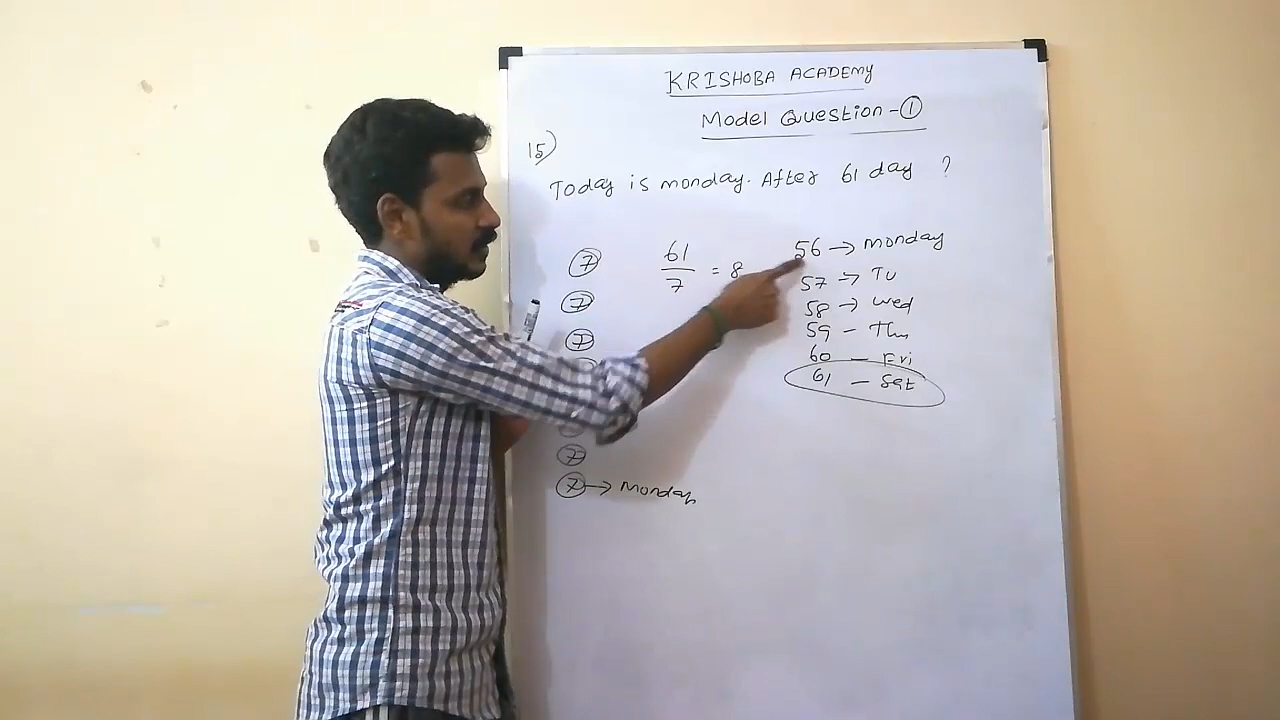 KRISHOBA ACADEMY
Model Question - ①
15)
Today is monday. After 61 day ?
7
7
7
7
7 → Monday
61
7
= 8
56 → monday
57 → Tu
58 → wed
59 - Thu
60 - Fri
61 - Sat